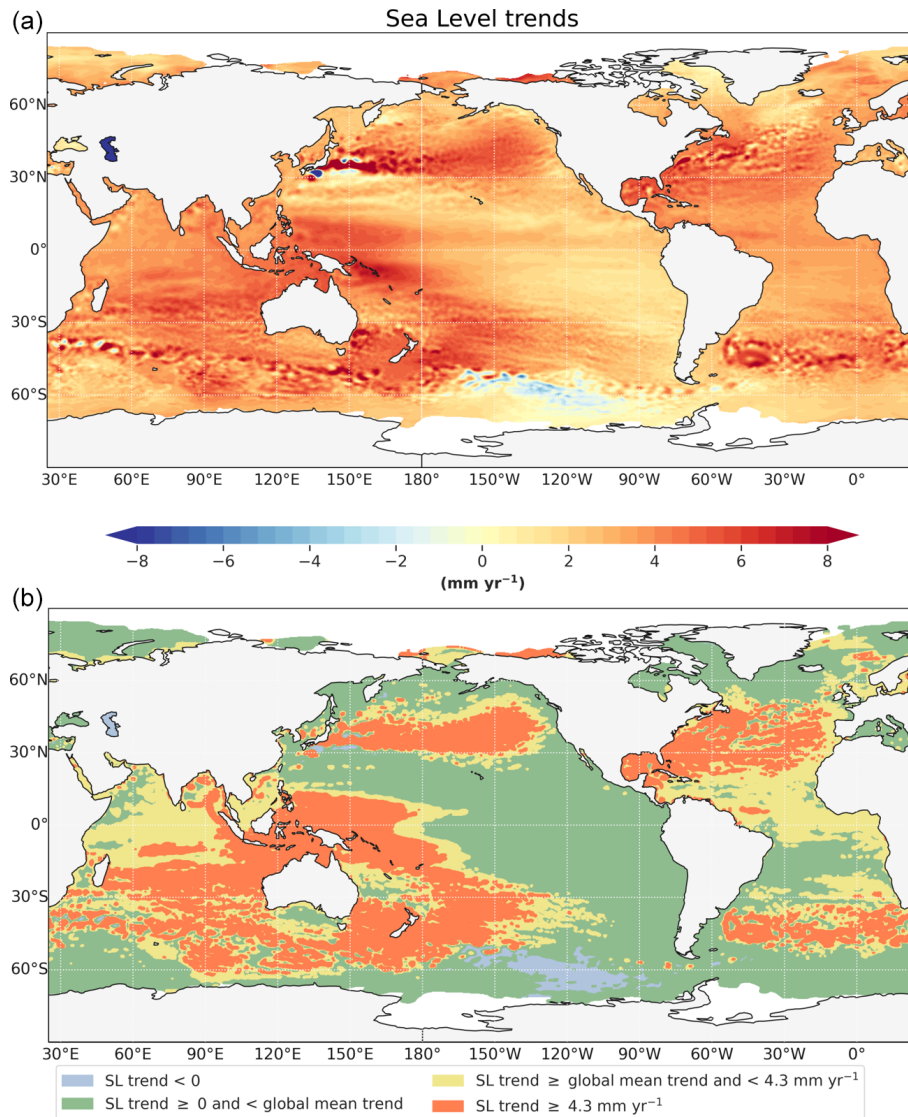 (a)
Sea Level trends
60°N
30°N
0°
30°S
60°S
30°E 60°E 90°E 120°E 150°E 180° 150°W 120°W 90°W 60°W 30°W 0°
−8 −6 −4 −2 0 2 4 6 8
(mm yr⁻¹)
(b)
60°N
30°N
0°
30°S
60°S
30°E 60°E 90°E 120°E 150°E 180° 150°W 120°W 90°W 60°W 30°W 0°
SL trend < 0
SL trend ≥ 0 and < global mean trend
SL trend ≥ global mean trend and < 4.3 mm yr⁻¹
SL trend ≥ 4.3 mm yr⁻¹